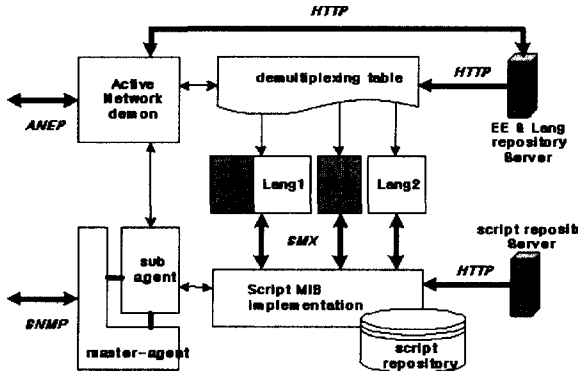 HTTP
Active
Network
demon
demultiplexing table
HTTP
ANEP
EE & Lang
repository
Server
Lang1
Lang2
SMX
script reposit
Server
sub
agent
Script MIB
implementation
HTTP
SNMP
master-agent
script
repository